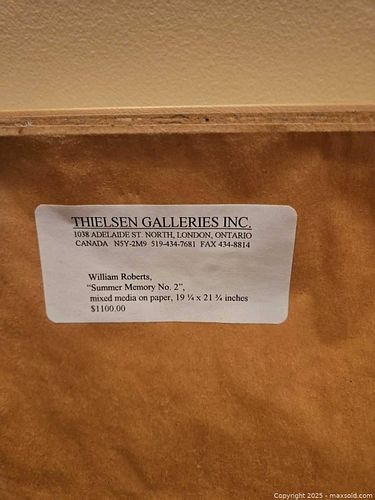 THIELSEN GALLERIES INC.
1038 ADELAIDE ST. NORTH, LONDON, ONTARIO
CANADA N5Y-2M9 519-434-7681 FAX 434-8814
William Roberts,
"Summer Memory No. 2",
mixed media on paper, 19 ¼ x 21 ¾ inches
$1100.00
Copyright 2025 - maxsold.com